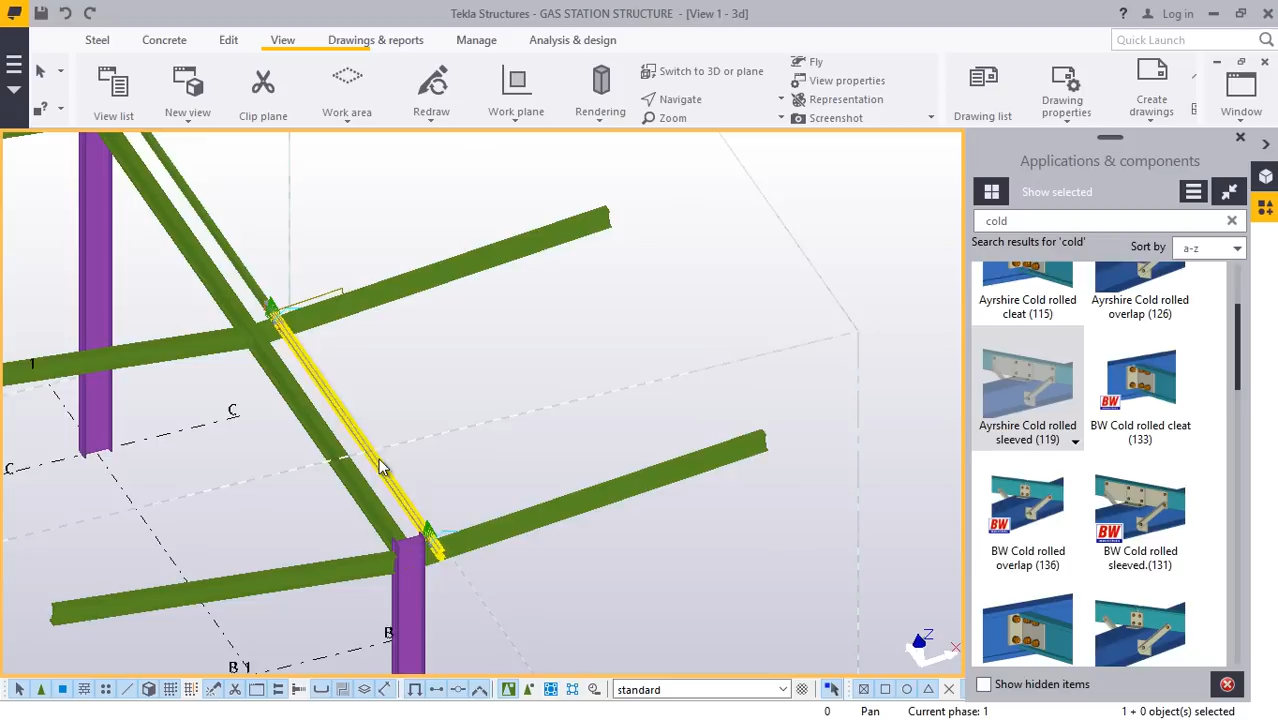 Tekla Structures - GAS STATION STRUCTURE - [View 1 - 3d]
? Log in
Steel Concrete Edit View Drawings & reports Manage Analysis & design Quick Launch
View list
New view
Clip plane
Work area
Redraw
Work plane
Rendering
Switch to 3D or plane
Navigate
Zoom
Fly
View properties
Representation
Screenshot
Drawing list
Drawing
properties
Create
drawings
Window
Applications & components
Show selected
cold
Search results for 'cold'
Sort by a-z
Ayrshire Cold rolled
cleat (115)
Ayrshire Cold rolled
overlap (126)
Ayrshire Cold rolled
sleeved (119)
BW
BW Cold rolled cleat
(133)
BW
BW Cold rolled
overlap (136)
BW
BW Cold rolled
sleeved.(131)
Show hidden items
1
C
C
B
B 1
Z
X
standard
0 Pan Current phase: 1 1 + 0 object(s) selected